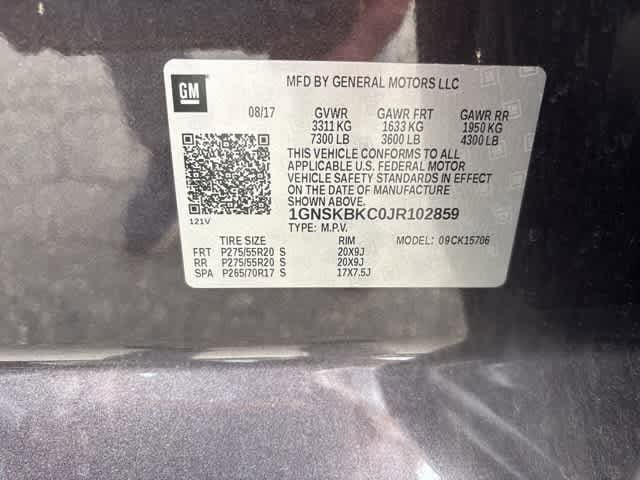 GM
MFD BY GENERAL MOTORS LLC
08/17 GVWR GAWR FRT GAWR RR
3311 KG 1633 KG 1950 KG
7300 LB 3600 LB 4300 LB
THIS VEHICLE CONFORMS TO ALL
APPLICABLE U.S. FEDERAL MOTOR
VEHICLE SAFETY STANDARDS IN EFFECT
ON THE DATE OF MANUFACTURE
SHOWN ABOVE.
1GNSKBKC0JR102859
121V
TYPE: M.P.V.
TIRE SIZE RIM MODEL: 09CK15706
FRT P275/55R20 S 20X9J
RR P275/55R20 S 20X9J
SPA P265/70R17 S 17X7.5J